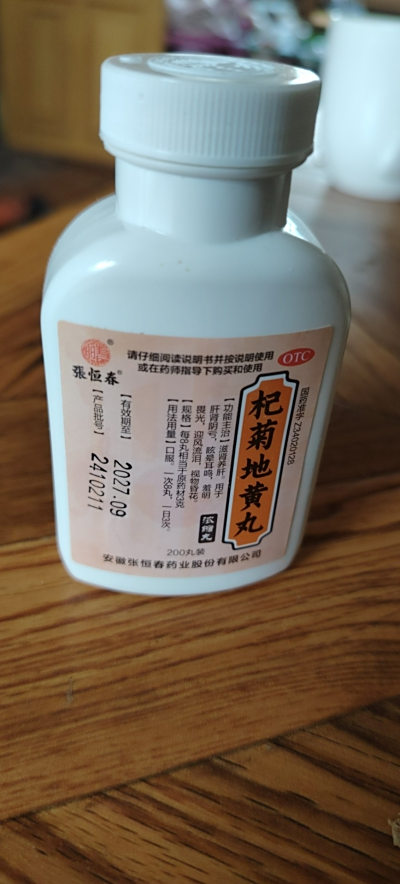 请仔细阅读说明书并按说明使用
或在药师指导下购买和使用
OTC
张恒春®
国药准字 Z34020128
杞菊地黄丸
浓缩丸
【功能主治】滋肾养肝。用于
肝肾阴亏,眩晕耳鸣,羞明
畏光,迎风流泪,视物昏花。
【规格】每8丸相当于原药材3克
【用法用量】口服。一次8丸,一日3次。
【有效期至】 2027.09
【产品批号】 2410211
200丸装
安徽张恒春药业股份有限公司